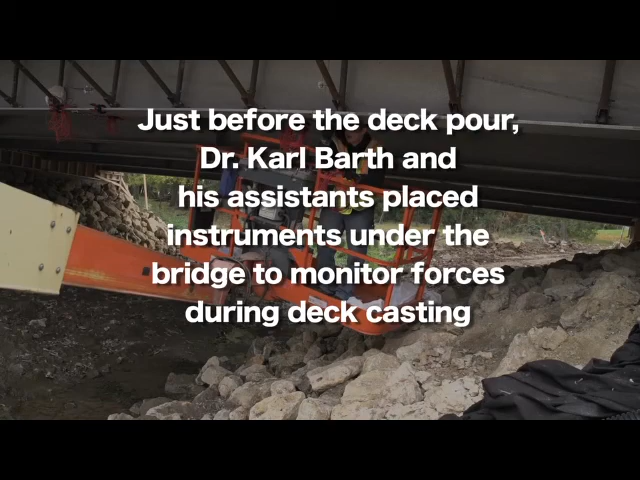 Just before the deck pour,
Dr. Karl Barth and
his assistants placed
instruments under the
bridge to monitor forces
during deck casting